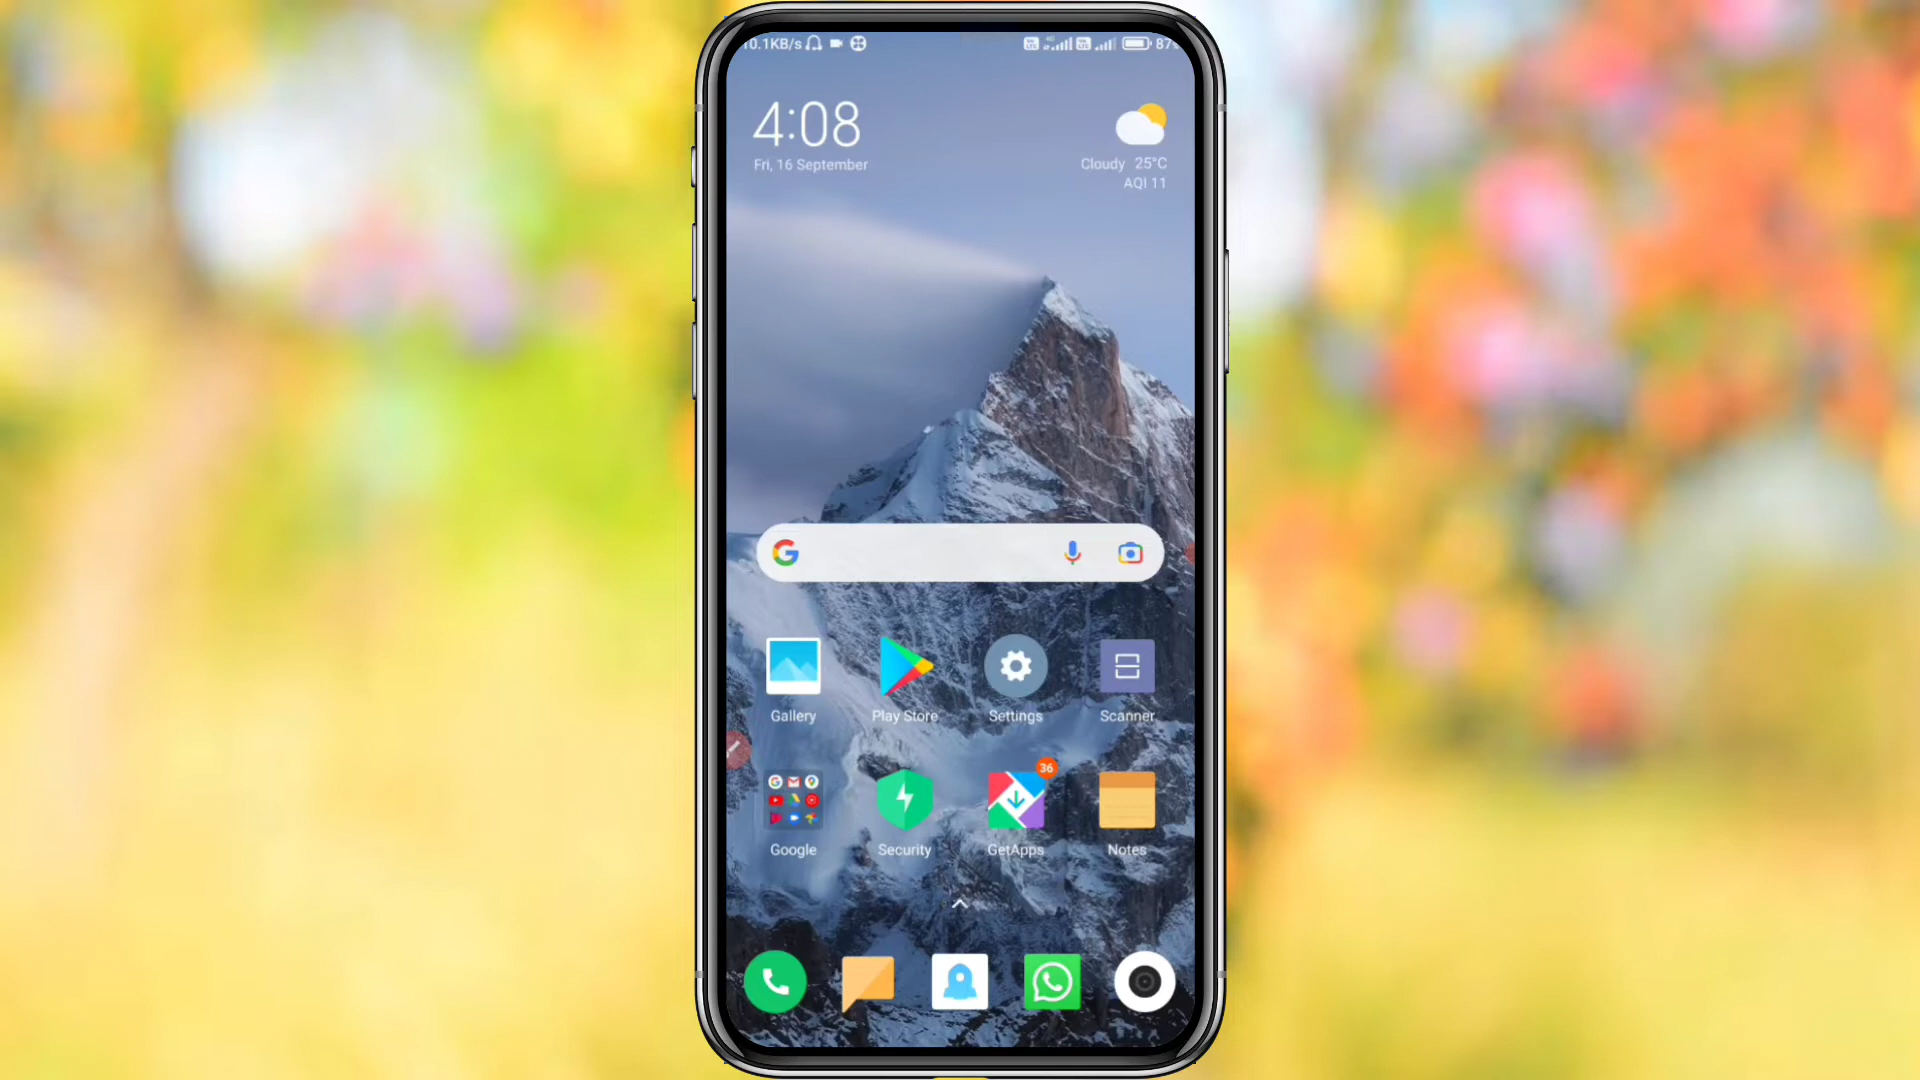 10.1KB/s 87%
4:08
Fri, 16 September
Cloudy 25°C
AQI 11
Gallery Play Store Settings Scanner
36
Google Security GetApps Notes